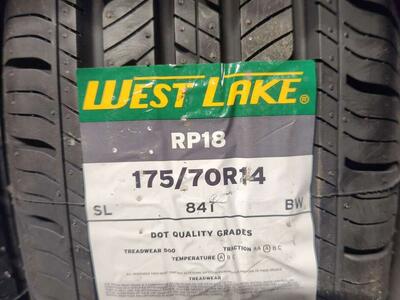 WEST LAKE®
RP18
175/70R14
SL 84T BW
DOT QUALITY GRADES
TREADWEAR 500 TRACTION AA A B C
TEMPERATURE A B C
TREADWEAR